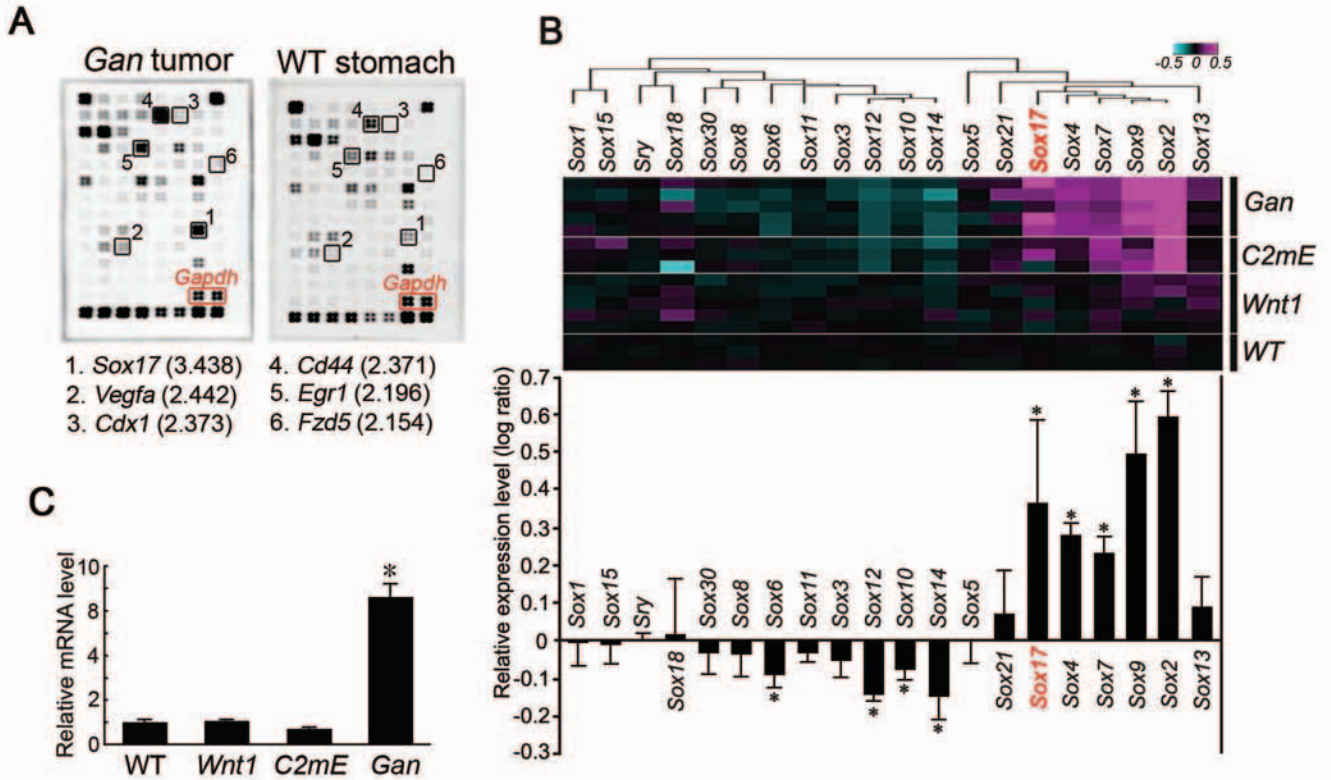 A
Gan tumor
WT stomach
4
3
5
6
1
2
Gapdh
4
3
5
6
1
2
Gapdh
1. Sox17 (3.438)
2. Vegfa (2.442)
3. Cdx1 (2.373)
4. Cd44 (2.371)
5. Egr1 (2.196)
6. Fzd5 (2.154)
B
-0.5 0 0.5
Sox1 Sox15 Sry Sox18 Sox30 Sox8 Sox6 Sox11 Sox3 Sox12 Sox10 Sox14 Sox5 Sox21 Sox17 Sox4 Sox7 Sox9 Sox2 Sox13
Gan
C2mE
Wnt1
WT
Relative expression level (log ratio)
0.7
0.6
0.5
0.4
0.3
0.2
0.1
0
-0.1
-0.2
-0.3
* * * * *
Sox1 Sox15 Sry Sox30 Sox8 Sox6 Sox11 Sox3 Sox12 Sox10 Sox14 Sox5
Sox18 Sox21 Sox17 Sox4 Sox7 Sox9 Sox2 Sox13
* * * *
C
Relative mRNA level
10
8
6
4
2
0
*
WT Wnt1 C2mE Gan